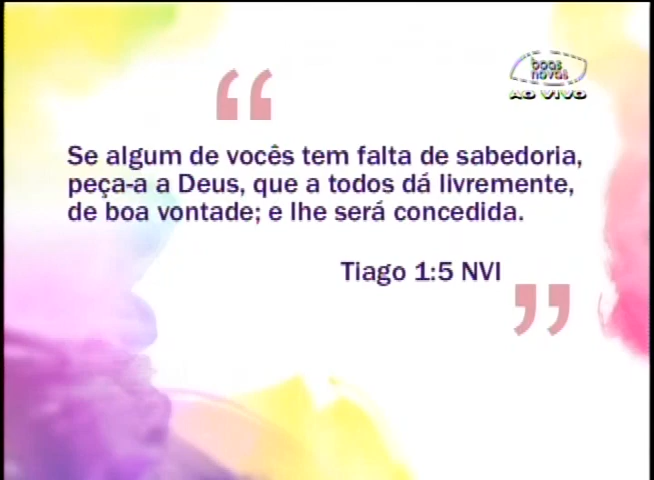 boas
novas
AO VIVO
“
Se algum de vocês tem falta de sabedoria,
peça-a a Deus, que a todos dá livremente,
de boa vontade; e lhe será concedida.
Tiago 1:5 NVI
”